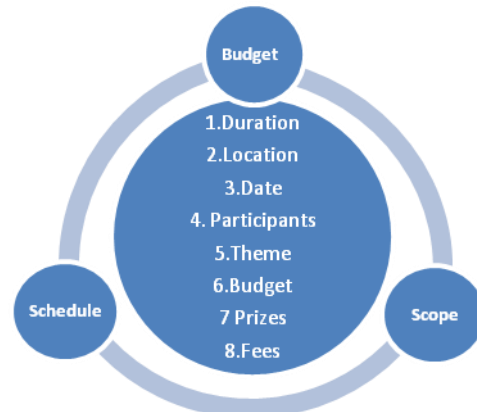 Budget
1.Duration
2.Location
3.Date
4. Participants
5.Theme
6.Budget
7 Prizes
8.Fees
Schedule
Scope